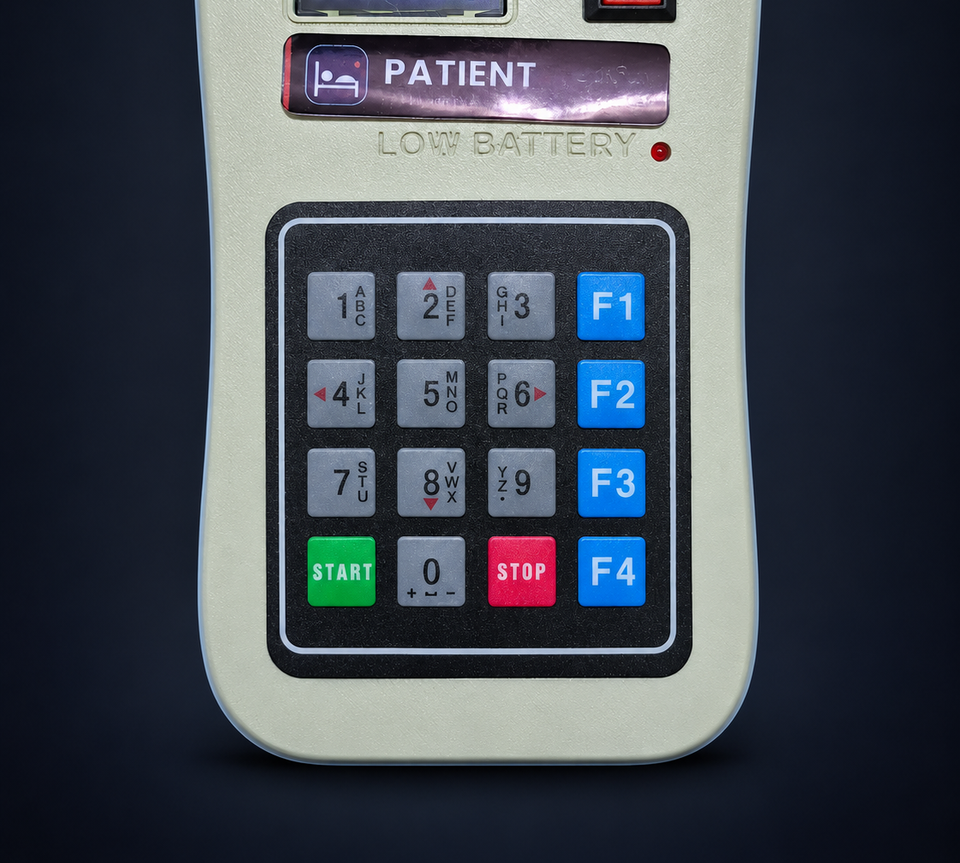 PATIENT
LOW BATTERY
1 ABC
2 DEF
GHI 3
F1
4 JKL
5 MNO
PQR 6
F2
7 STU
8 VWX
YZ. 9
F3
START
0
+ ⎵ -
STOP
F4